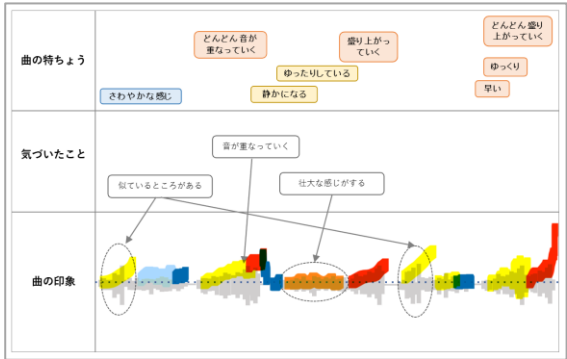 曲の特ちょう
どんどん音が
重なっていく
盛り上がっ
ていく
どんどん盛り
上がっていく
ゆったりしている
ゆっくり
さわやかな感じ
静かになる
早い
気づいたこと
音が重なっていく
似ているところがある
壮大な感じがする
曲の印象